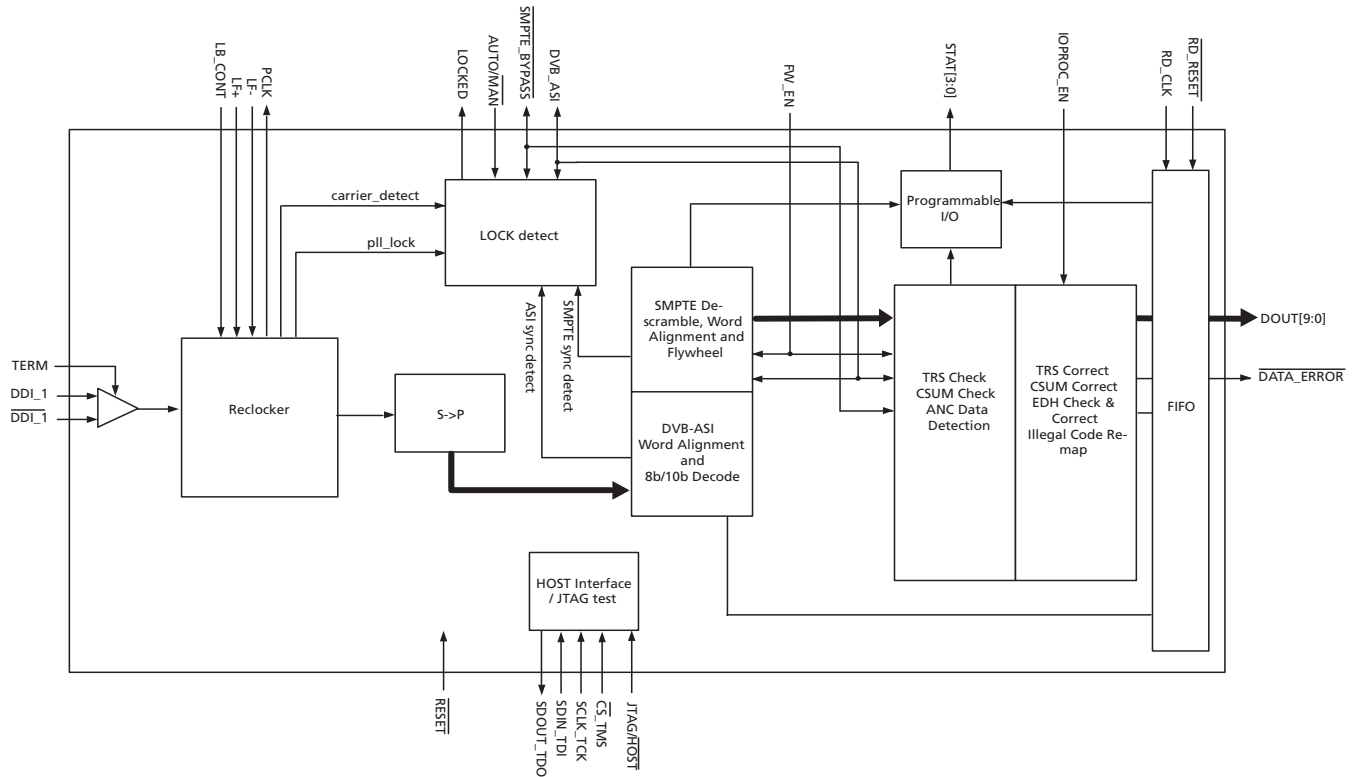 LB_CONT
LF+
LF-
PCLK
LOCKED
AUTO/MAN
SMPTE_BYPASS
DVB_ASI
FW_EN
STAT[3:0]
IOPROC_EN
RD_CLK
RD_RESET
carrier_detect
pll_lock
LOCK detect
Programmable
I/O
ASI sync detect
SMPTE sync detect
SMPTE De-
scramble, Word
Alignment and
Flywheel
DVB-ASI
Word Alignment
and
8b/10b Decode
TRS Check
CSUM Check
ANC Data
Detection
TRS Correct
CSUM Correct
EDH Check &
Correct
Illegal Code Re-
map
FIFO
DOUT[9:0]
DATA_ERROR
TERM
DDI_1
DDI_1
Reclocker
S->P
HOST Interface
/ JTAG test
RESET
SDOUT_TDO
SDIN_TDI
SCLK_TCK
CS_TMS
JTAG/HOST